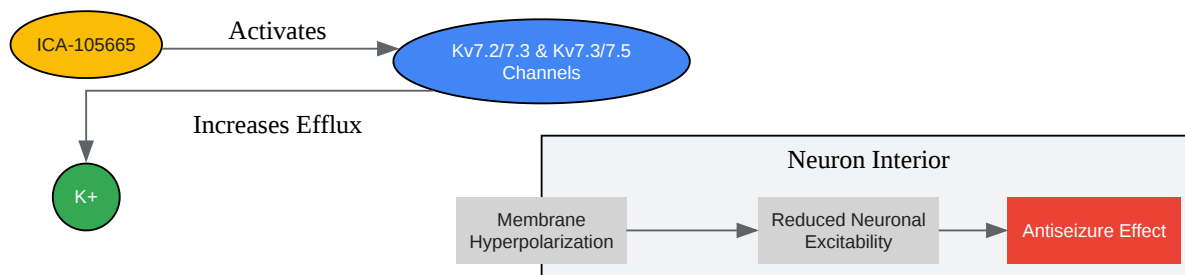 ICA-105665
Activates
Kv7.2/7.3 & Kv7.3/7.5
Channels
Increases Efflux
K+
Neuron Interior
Membrane
Hyperpolarization
Reduced Neuronal
Excitability
Antiseizure Effect